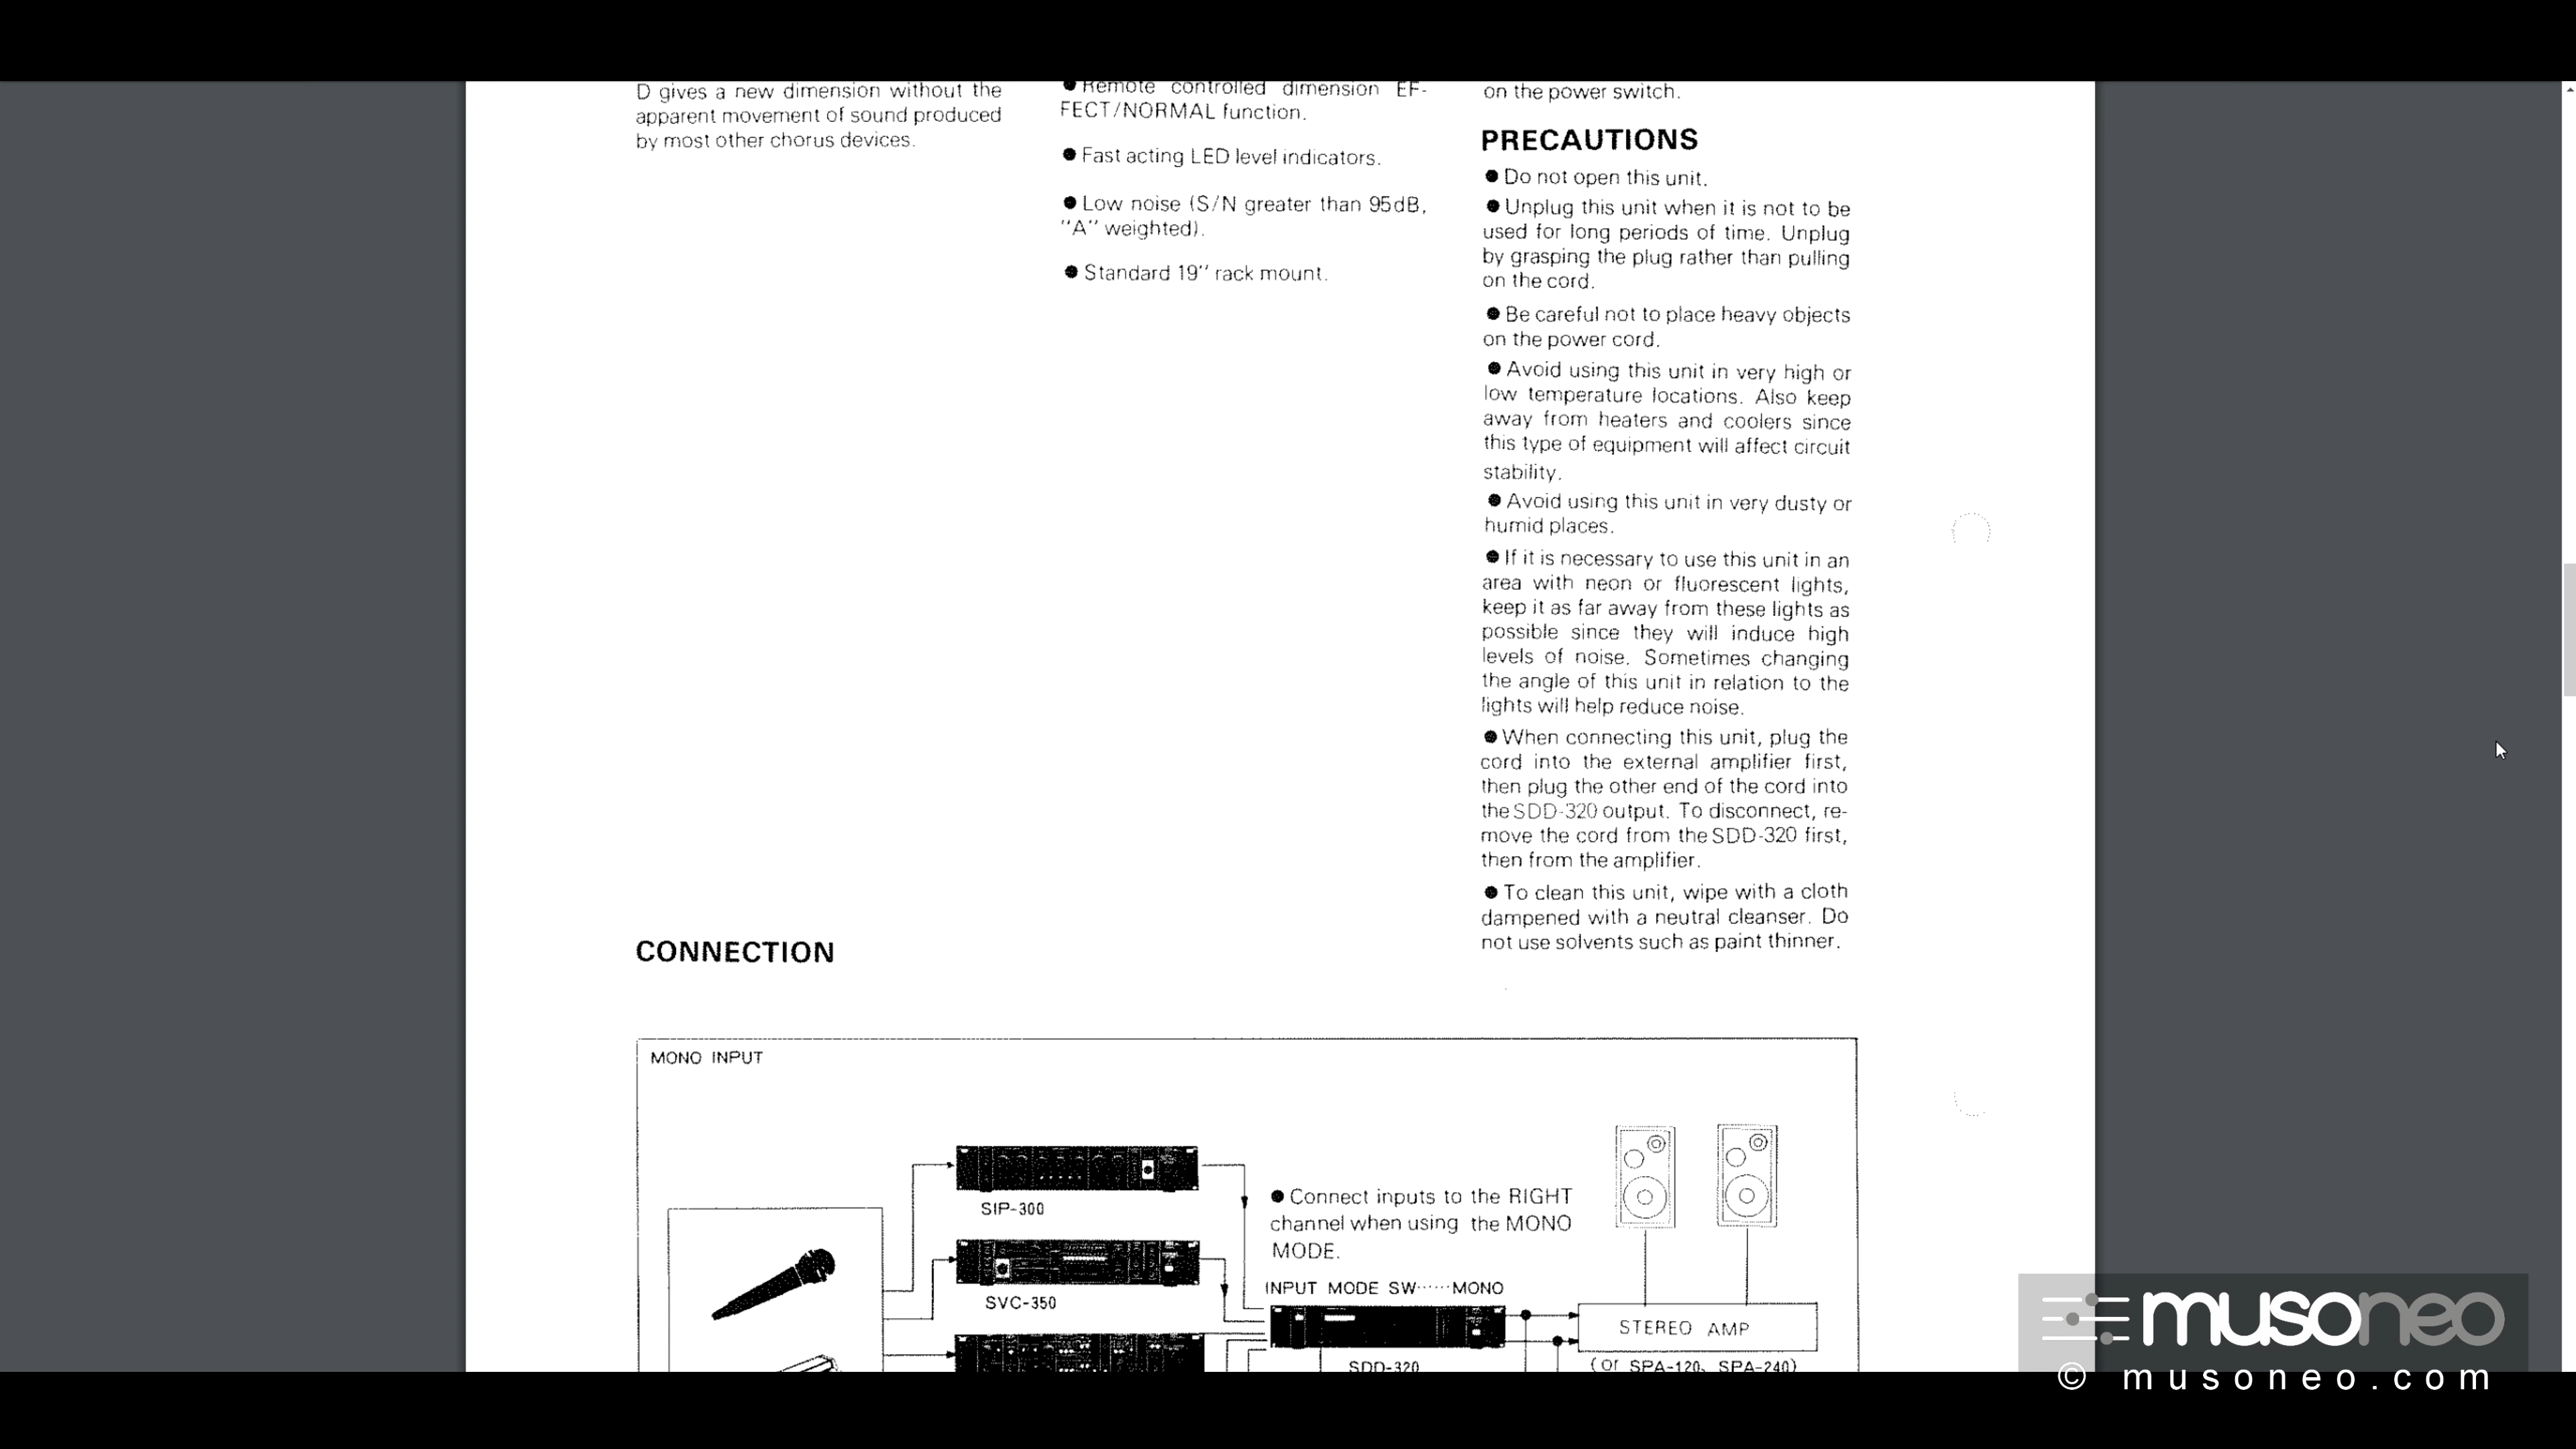 D gives a new dimension without the
apparent movement of sound produced
by most other chorus devices.
● Remote controlled dimension EF-
FECT/NORMAL function.
● Fast acting LED level indicators.
● Low noise (S/N greater than 95dB,
"A" weighted).
● Standard 19" rack mount.
on the power switch.
PRECAUTIONS
● Do not open this unit.
● Unplug this unit when it is not to be
used for long periods of time. Unplug
by grasping the plug rather than pulling
on the cord.
● Be careful not to place heavy objects
on the power cord.
● Avoid using this unit in very high or
low temperature locations. Also keep
away from heaters and coolers since
this type of equipment will affect circuit
stability.
● Avoid using this unit in very dusty or
humid places.
● If it is necessary to use this unit in an
area with neon or fluorescent lights,
keep it as far away from these lights as
possible since they will induce high
levels of noise. Sometimes changing
the angle of this unit in relation to the
lights will help reduce noise.
● When connecting this unit, plug the
cord into the external amplifier first,
then plug the other end of the cord into
the SDD-320 output. To disconnect, re-
move the cord from the SDD-320 first,
then from the amplifier.
● To clean this unit, wipe with a cloth
dampened with a neutral cleanser. Do
not use solvents such as paint thinner.
CONNECTION
MONO INPUT
SIP-300
SVC-350
● Connect inputs to the RIGHT
channel when using the MONO
MODE.
INPUT MODE SW······MONO
SDD-320
STEREO AMP
(or SPA-120, SPA-240)
musoneo
© musoneo.com